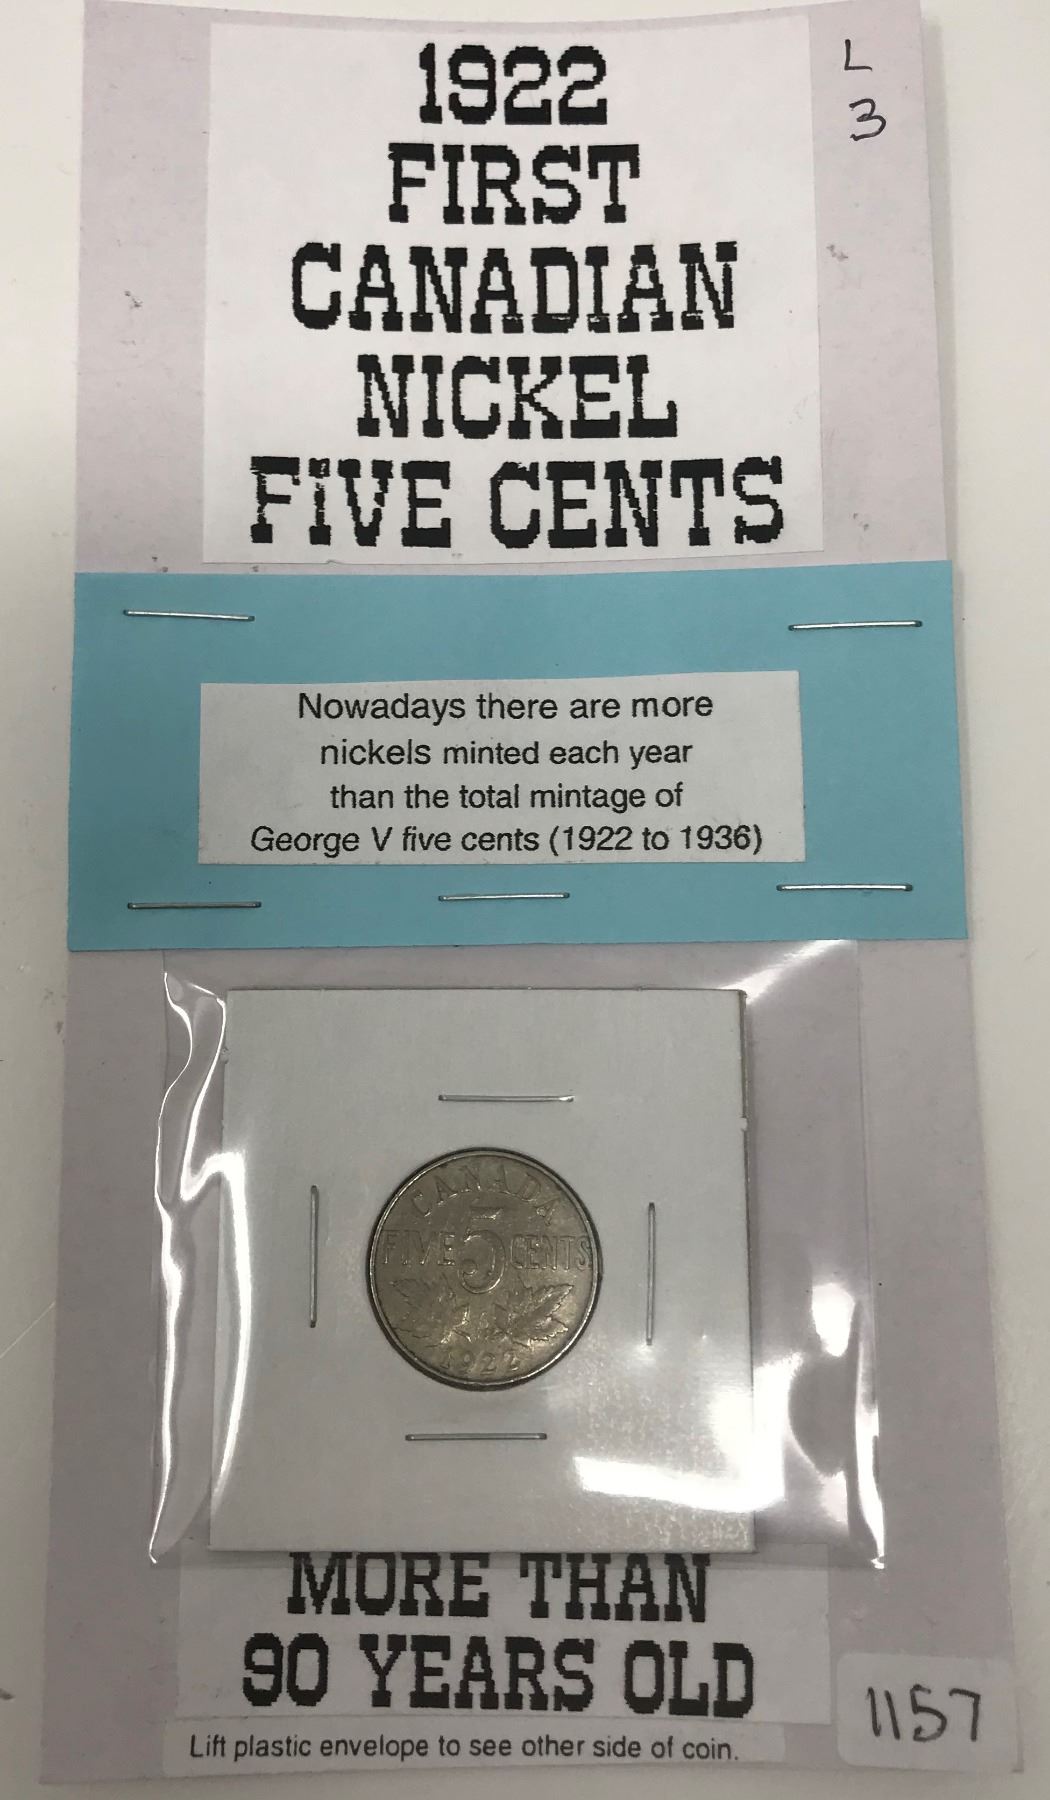 1922
FIRST
CANADIAN
NICKEL
FIVE CENTS
L
3
Nowadays there are more
nickels minted each year
than the total mintage of
George V five cents (1922 to 1936)
CANADA
FIVE 5 CENTS
1922
MORE THAN
90 YEARS OLD
Lift plastic envelope to see other side of coin.
1157